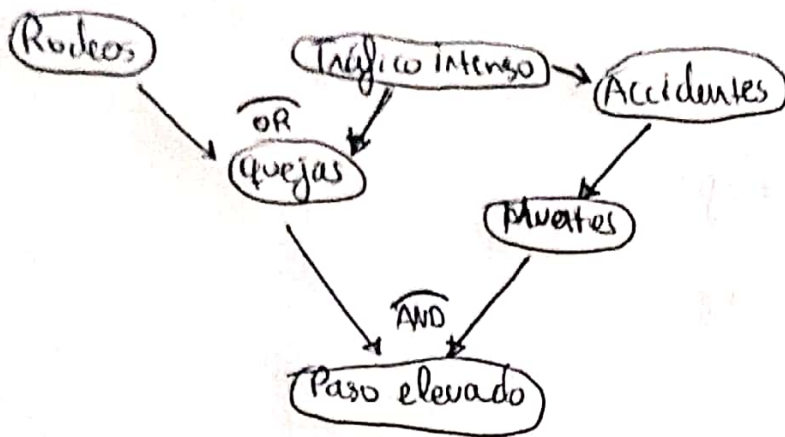 Rodeos
Tráfico intenso
Accidentes
OR
quejas
Muertes
AND
Paso elevado